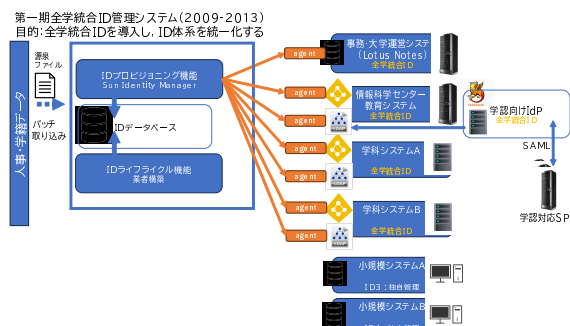 第一期全学統合ID管理システム(2009-2013)
目的：全学統合IDを導入し，ID体系を統一化する
人事・学籍データ
源泉
ファイル
バッチ
取り込み
IDプロビジョニング機能
Sun Identity Manager
IDデータベース
IDライフライクル機能
業者構築
agent
agent
agent
agent
agent
agent
agent
事務・大学運営システ
(Lotus Notes)
全学統合ID
情報科学センター
教育システム
全学統合ID
LDAP
学科システムA
全学統合ID
LDAP
学科システムB
全学統合ID
LDAP
学認向けIdP
全学統合ID
SAML
学認対応SP
小規模システムA
ID3：独自管理
小規模システムB